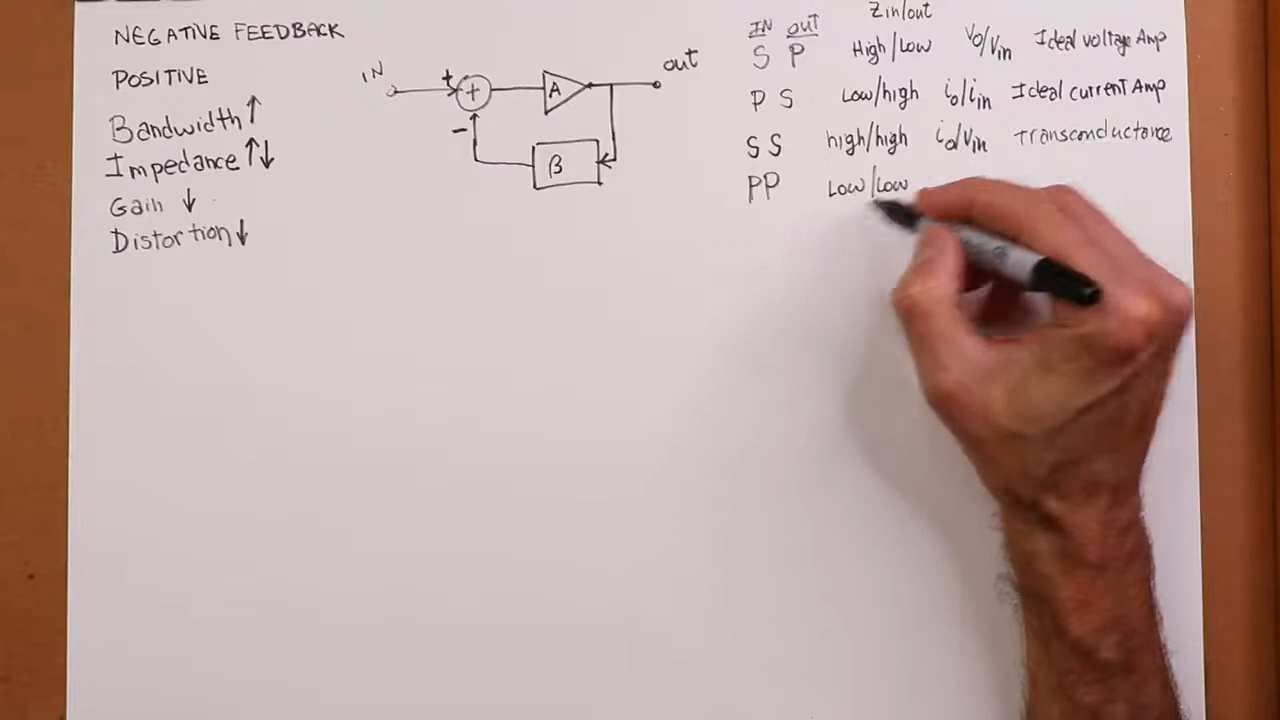 NEGATIVE FEEDBACK
POSITIVE
Bandwidth ↑
Impedance ↑↓
Gain ↓
Distortion ↓
IN
+
+
-
A
β
out
Zin/out
IN OUT
S P High/Low Vo/Vin Ideal voltage Amp
P S Low/high io/iin Ideal current Amp
S S high/high io/Vin transconductance
PP Low/Low